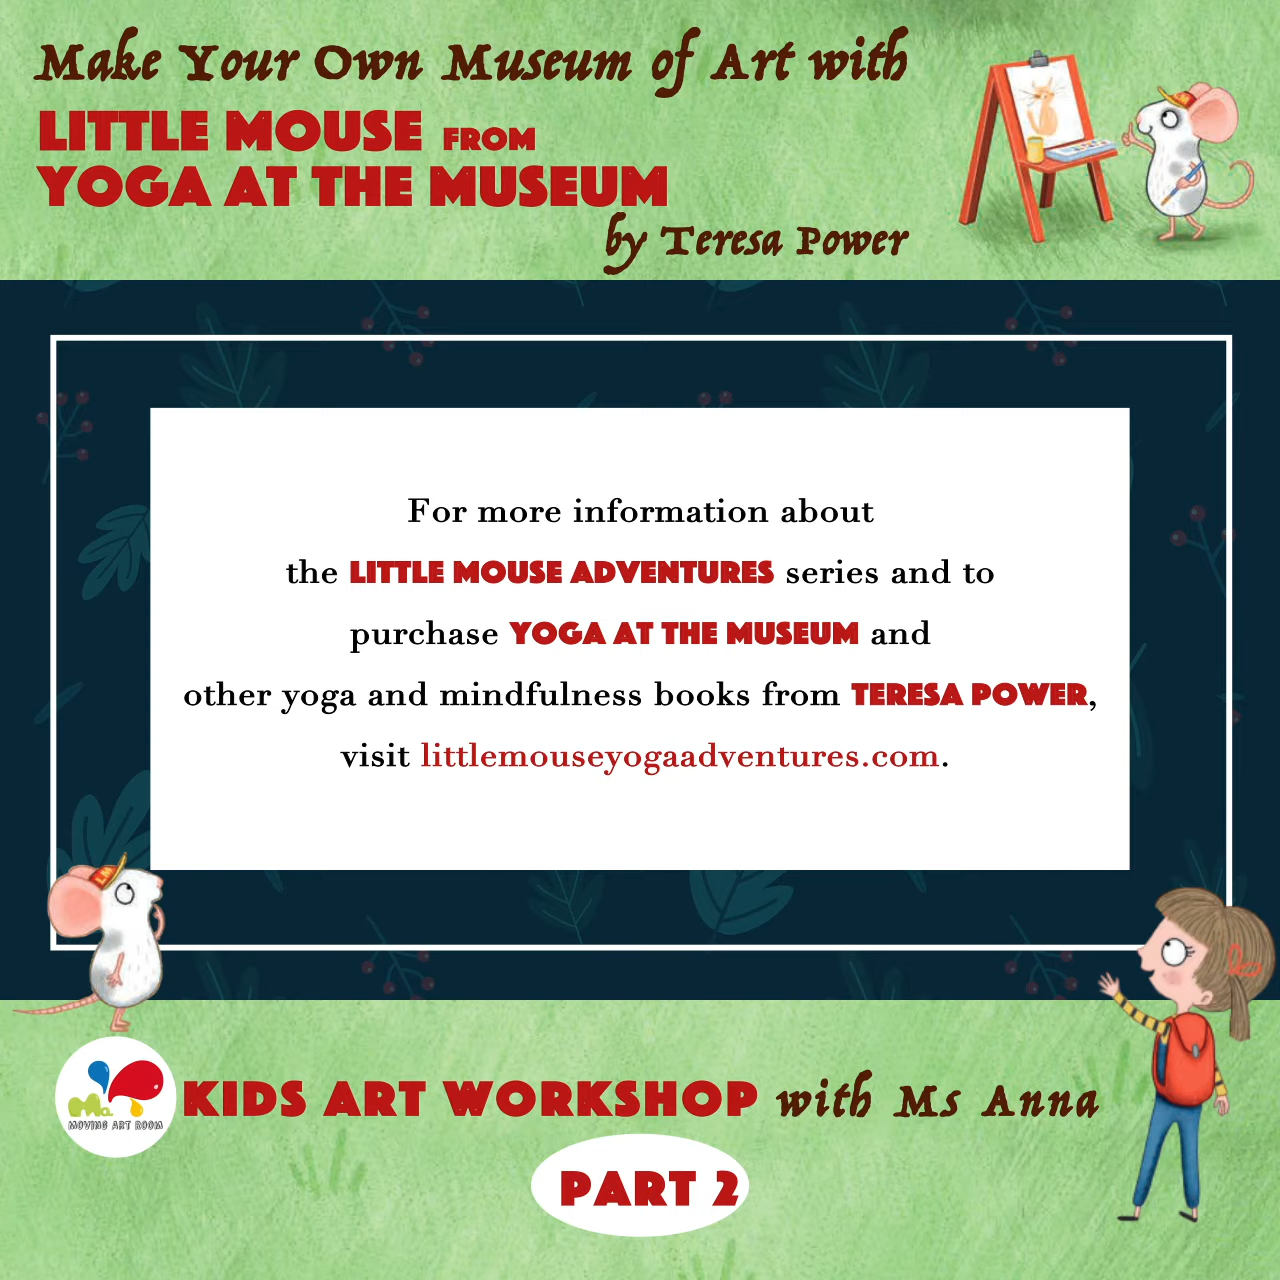 Make Your Own Museum of Art with
LITTLE MOUSE FROM
YOGA AT THE MUSEUM
by Teresa Power
For more information about
the LITTLE MOUSE ADVENTURES series and to
purchase YOGA AT THE MUSEUM and
other yoga and mindfulness books from TERESA POWER,
visit littlemouseyogaadventures.com.
LM
Ma
MOVING ART ROOM
KIDS ART WORKSHOP with Ms Anna
PART 2